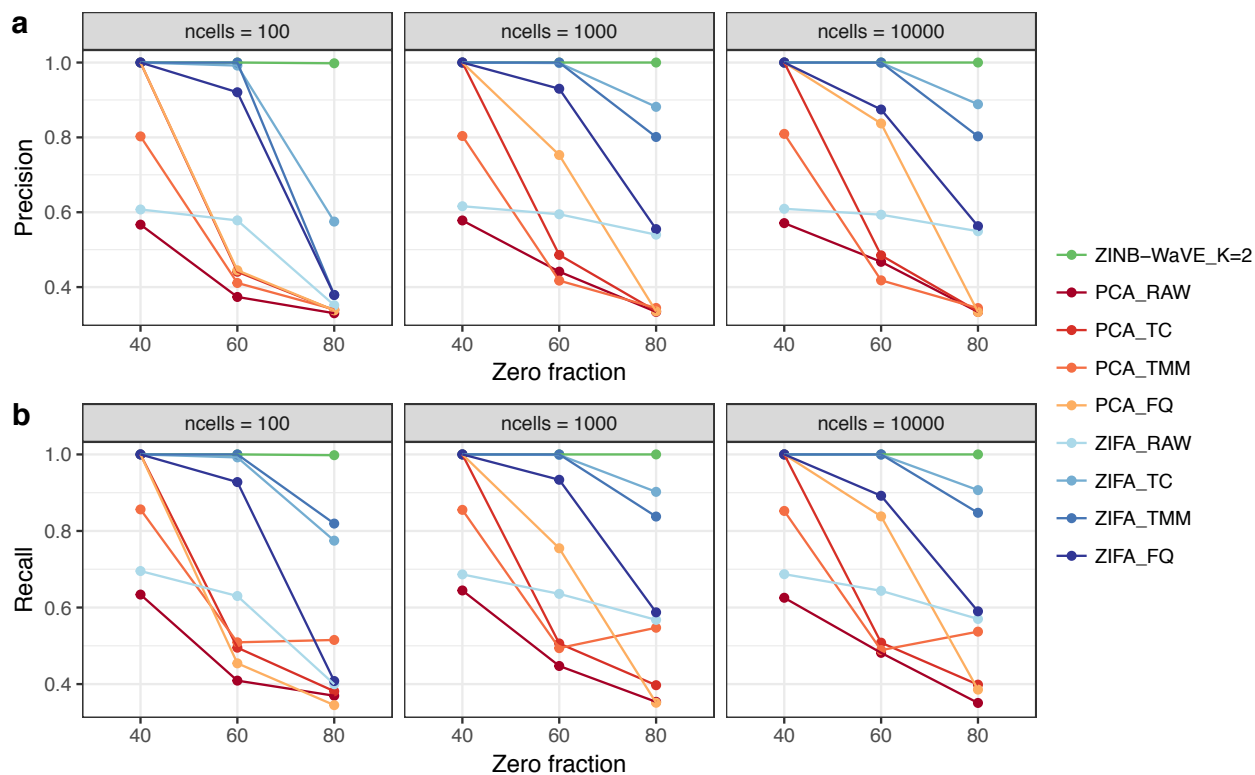 a
ncells = 100
ncells = 1000
ncells = 10000
Precision
1.0
0.8
0.6
0.4
40 60 80
40 60 80
40 60 80
Zero fraction
b
ncells = 100
ncells = 1000
ncells = 10000
Recall
1.0
0.8
0.6
0.4
40 60 80
40 60 80
40 60 80
Zero fraction
ZINB−WaVE_K=2
PCA_RAW
PCA_TC
PCA_TMM
PCA_FQ
ZIFA_RAW
ZIFA_TC
ZIFA_TMM
ZIFA_FQ